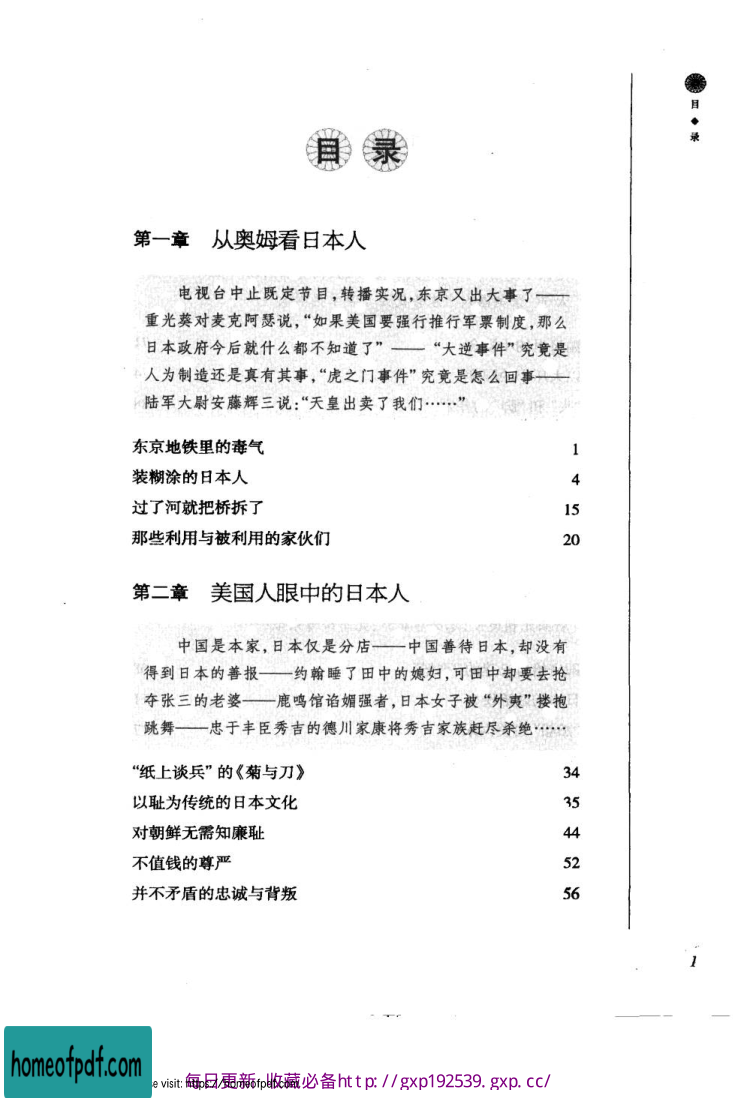 目◆录
目录
第一章 从奥姆看日本人
电视台中止既定节目,转播实况,东京又出大事了——
重光葵对麦克阿瑟说,“如果美国要强行推行军票制度,那么
日本政府今后就什么都不知道了” —— “大逆事件”究竟是
人为制造还是真有其事,“虎之门事件”究竟是怎么回事——
陆军大尉安藤辉三说:“天皇出卖了我们……”
东京地铁里的毒气 1
装糊涂的日本人 4
过了河就把桥拆了 15
那些利用与被利用的家伙们 20
第二章 美国人眼中的日本人
中国是本家,日本仅是分店——中国善待日本,却没有
得到日本的善报——约翰睡了田中的媳妇,可田中却要去抢
夺张三的老婆——鹿鸣馆谄媚强者,日本女子被“外夷”搂抱
跳舞——忠于丰臣秀吉的德川家康将秀吉家族赶尽杀绝……
“纸上谈兵”的《菊与刀》 34
以耻为传统的日本文化 35
对朝鲜无需知廉耻 44
不值钱的尊严 52
并不矛盾的忠诚与背叛 56
1
homeofpdf.com
e visit: https://homeofpdf.com
每日更新 收藏必备http://gxp192539.gxp.cc/